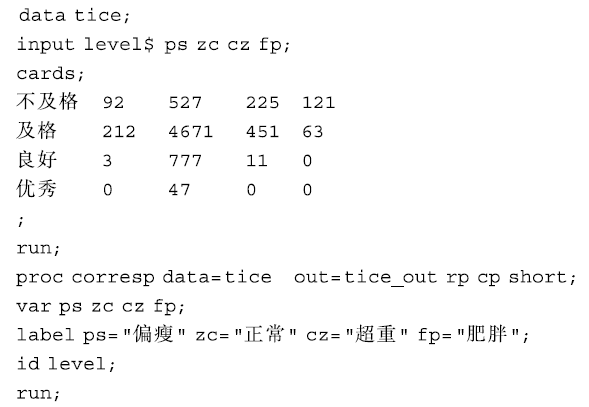 data tice;
input level$ ps zc cz fp;
cards;
不及格 92 527 225 121
及格 212 4671 451 63
良好 3 777 11 0
优秀 0 47 0 0
;
run;
proc corresp data=tice out=tice_out rp cp short;
var ps zc cz fp;
label ps="偏瘦" zc="正常" cz="超重" fp="肥胖";
id level;
run;